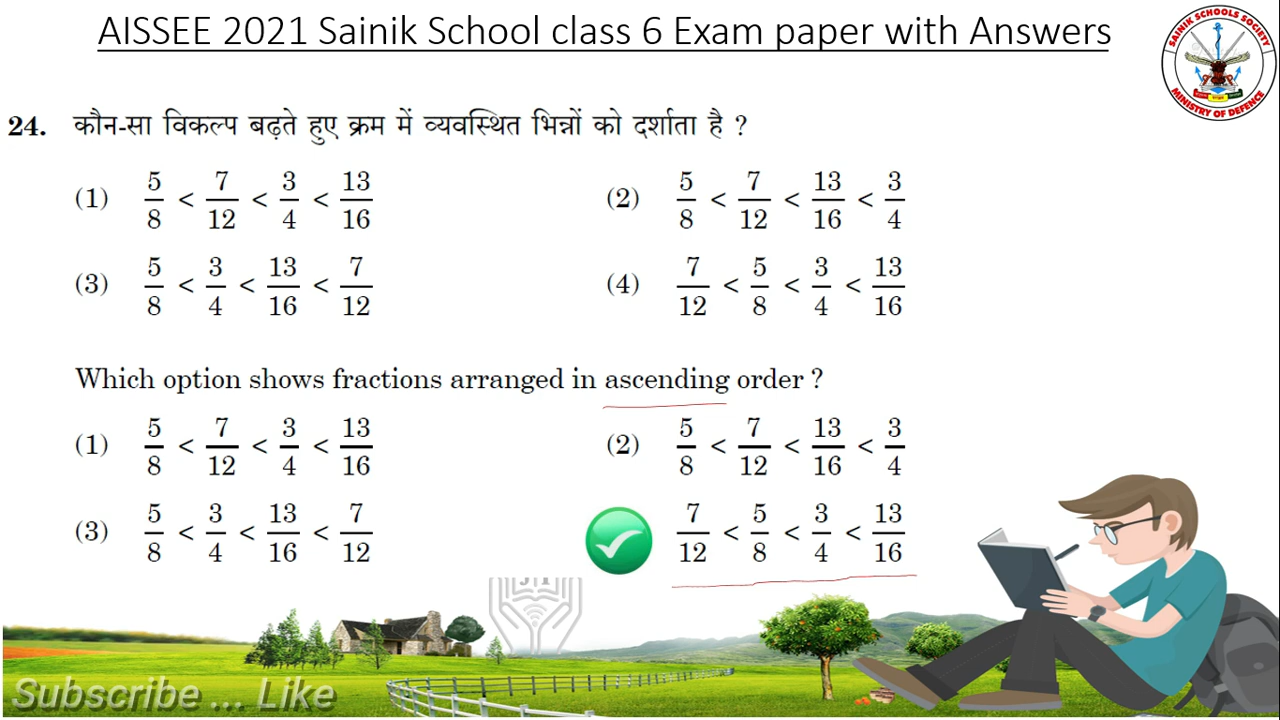 AISSEE 2021 Sainik School class 6 Exam paper with Answers
SAINIK SCHOOLS SOCIETY
MINISTRY OF DEFENCE
24. कौन-सा विकल्प बढ़ते हुए क्रम में व्यवस्थित भिन्नों को दर्शाता है ?
(1) 5/8 < 7/12 < 3/4 < 13/16 (2) 5/8 < 7/12 < 13/16 < 3/4
(3) 5/8 < 3/4 < 13/16 < 7/12 (4) 7/12 < 5/8 < 3/4 < 13/16
Which option shows fractions arranged in ascending order ?
(1) 5/8 < 7/12 < 3/4 < 13/16 (2) 5/8 < 7/12 < 13/16 < 3/4
(3) 5/8 < 3/4 < 13/16 < 7/12 7/12 < 5/8 < 3/4 < 13/16
Subscribe ... Like